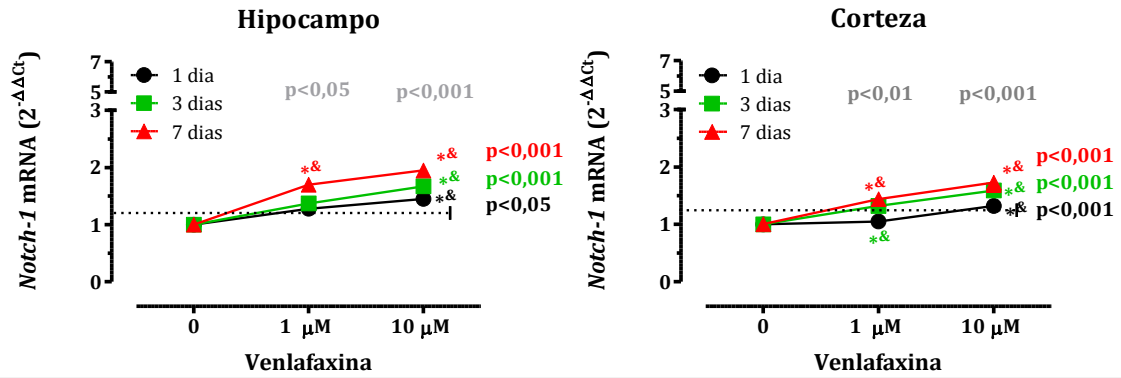 Hipocampo
Notch-1 mRNA (2^-ΔΔCt)
7
5
3
2
1
0
1 dia
3 dias
7 dias
p<0,05
p<0,001
*&
*&
p<0,001
*&
p<0,001
*&
p<0,05
0
1 μM
10 μM
Venlafaxina
Corteza
Notch-1 mRNA (2^-ΔΔCt)
7
5
3
2
1
0
1 dia
3 dias
7 dias
p<0,01
p<0,001
*&
*&
p<0,001
*&
p<0,001
*&
p<0,001
*&
0
1 μM
10 μM
Venlafaxina